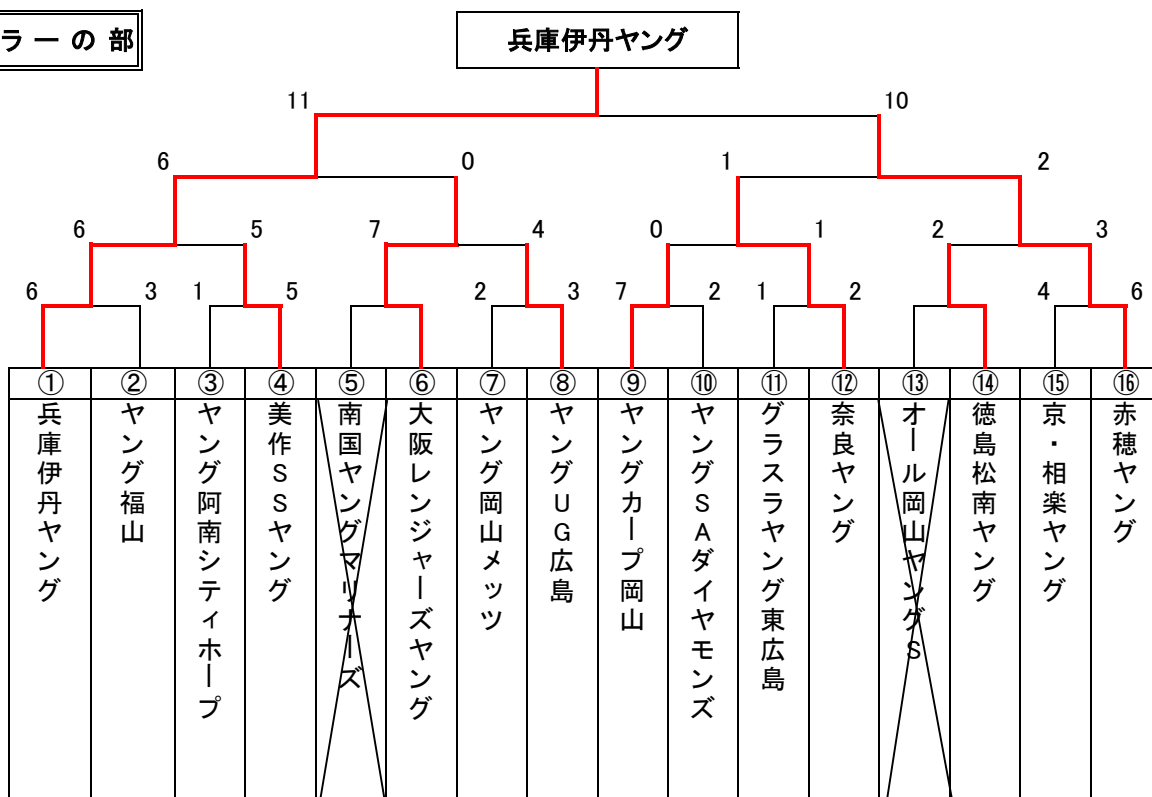 ラーの部
兵庫伊丹ヤング
11 10
6 0 1 2
6 5 7 4 0 1 2 3
6 3 1 5 2 3 7 2 1 2 4 6
① ② ③ ④ ⑤ ⑥ ⑦ ⑧ ⑨ ⑩ ⑪ ⑫ ⑬ ⑭ ⑮ ⑯
兵庫伊丹ヤング
ヤング福山
ヤング阿南シティホープ
美作SSヤング
南国ヤングマリナーズ
大阪レンジャーズヤング
ヤング岡山メッツ
ヤングUG広島
ヤングカープ岡山
ヤングSAダイヤモンズ
グラスラヤング東広島
奈良ヤング
オール岡山ヤングS
徳島松南ヤング
京・相楽ヤング
赤穂ヤング